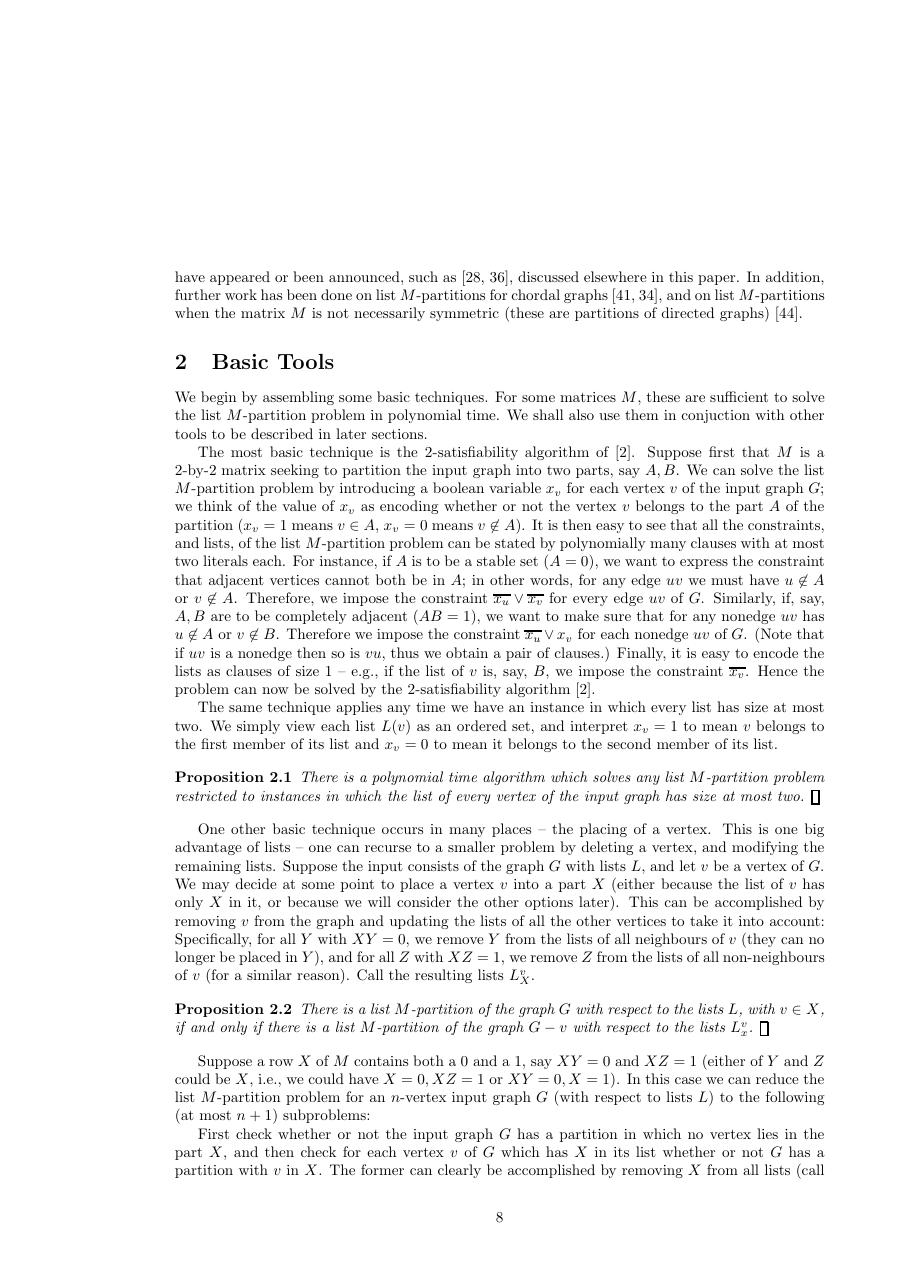 have appeared or been announced, such as [28, 36], discussed elsewhere in this paper. In addition,
further work has been done on list M-partitions for chordal graphs [41, 34], and on list M-partitions
when the matrix M is not necessarily symmetric (these are partitions of directed graphs) [44].
2 Basic Tools
We begin by assembling some basic techniques. For some matrices M, these are sufficient to solve
the list M-partition problem in polynomial time. We shall also use them in conjuction with other
tools to be described in later sections.
The most basic technique is the 2-satisfiability algorithm of [2]. Suppose first that M is a
2-by-2 matrix seeking to partition the input graph into two parts, say A, B. We can solve the list
M-partition problem by introducing a boolean variable x_v for each vertex v of the input graph G;
we think of the value of x_v as encoding whether or not the vertex v belongs to the part A of the
partition (x_v = 1 means v ∈ A, x_v = 0 means v ∉ A). It is then easy to see that all the constraints,
and lists, of the list M-partition problem can be stated by polynomially many clauses with at most
two literals each. For instance, if A is to be a stable set (A = 0), we want to express the constraint
that adjacent vertices cannot both be in A; in other words, for any edge uv we must have u ∉ A
or v ∉ A. Therefore, we impose the constraint \overline{x_u} ∨ \overline{x_v} for every edge uv of G. Similarly, if, say,
A, B are to be completely adjacent (AB = 1), we want to make sure that for any nonedge uv has
u ∉ A or v ∉ B. Therefore we impose the constraint \overline{x_u} ∨ x_v for each nonedge uv of G. (Note that
if uv is a nonedge then so is vu, thus we obtain a pair of clauses.) Finally, it is easy to encode the
lists as clauses of size 1 – e.g., if the list of v is, say, B, we impose the constraint \overline{x_v}. Hence the
problem can now be solved by the 2-satisfiability algorithm [2].
The same technique applies any time we have an instance in which every list has size at most
two. We simply view each list L(v) as an ordered set, and interpret x_v = 1 to mean v belongs to
the first member of its list and x_v = 0 to mean it belongs to the second member of its list.
Proposition 2.1 There is a polynomial time algorithm which solves any list M-partition problem
restricted to instances in which the list of every vertex of the input graph has size at most two. □
One other basic technique occurs in many places – the placing of a vertex. This is one big
advantage of lists – one can recurse to a smaller problem by deleting a vertex, and modifying the
remaining lists. Suppose the input consists of the graph G with lists L, and let v be a vertex of G.
We may decide at some point to place a vertex v into a part X (either because the list of v has
only X in it, or because we will consider the other options later). This can be accomplished by
removing v from the graph and updating the lists of all the other vertices to take it into account:
Specifically, for all Y with XY = 0, we remove Y from the lists of all neighbours of v (they can no
longer be placed in Y), and for all Z with XZ = 1, we remove Z from the lists of all non-neighbours
of v (for a similar reason). Call the resulting lists L_X^v.
Proposition 2.2 There is a list M-partition of the graph G with respect to the lists L, with v ∈ X,
if and only if there is a list M-partition of the graph G − v with respect to the lists L_x^v. □
Suppose a row X of M contains both a 0 and a 1, say XY = 0 and XZ = 1 (either of Y and Z
could be X, i.e., we could have X = 0, XZ = 1 or XY = 0, X = 1). In this case we can reduce the
list M-partition problem for an n-vertex input graph G (with respect to lists L) to the following
(at most n + 1) subproblems:
First check whether or not the input graph G has a partition in which no vertex lies in the
part X, and then check for each vertex v of G which has X in its list whether or not G has a
partition with v in X. The former can clearly be accomplished by removing X from all lists (call
8